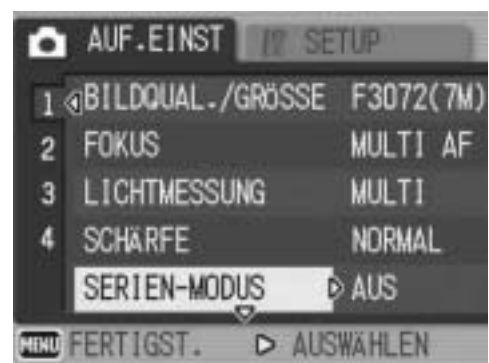 AUF.EINST SETUP
1 BILDQUAL./GRÖSSE F3072(7M)
2 FOKUS MULTI AF
3 LICHTMESSUNG MULTI
4 SCHÄRFE NORMAL
SERIEN-MODUS AUS
MENU FERTIGST. AUSWÄHLEN